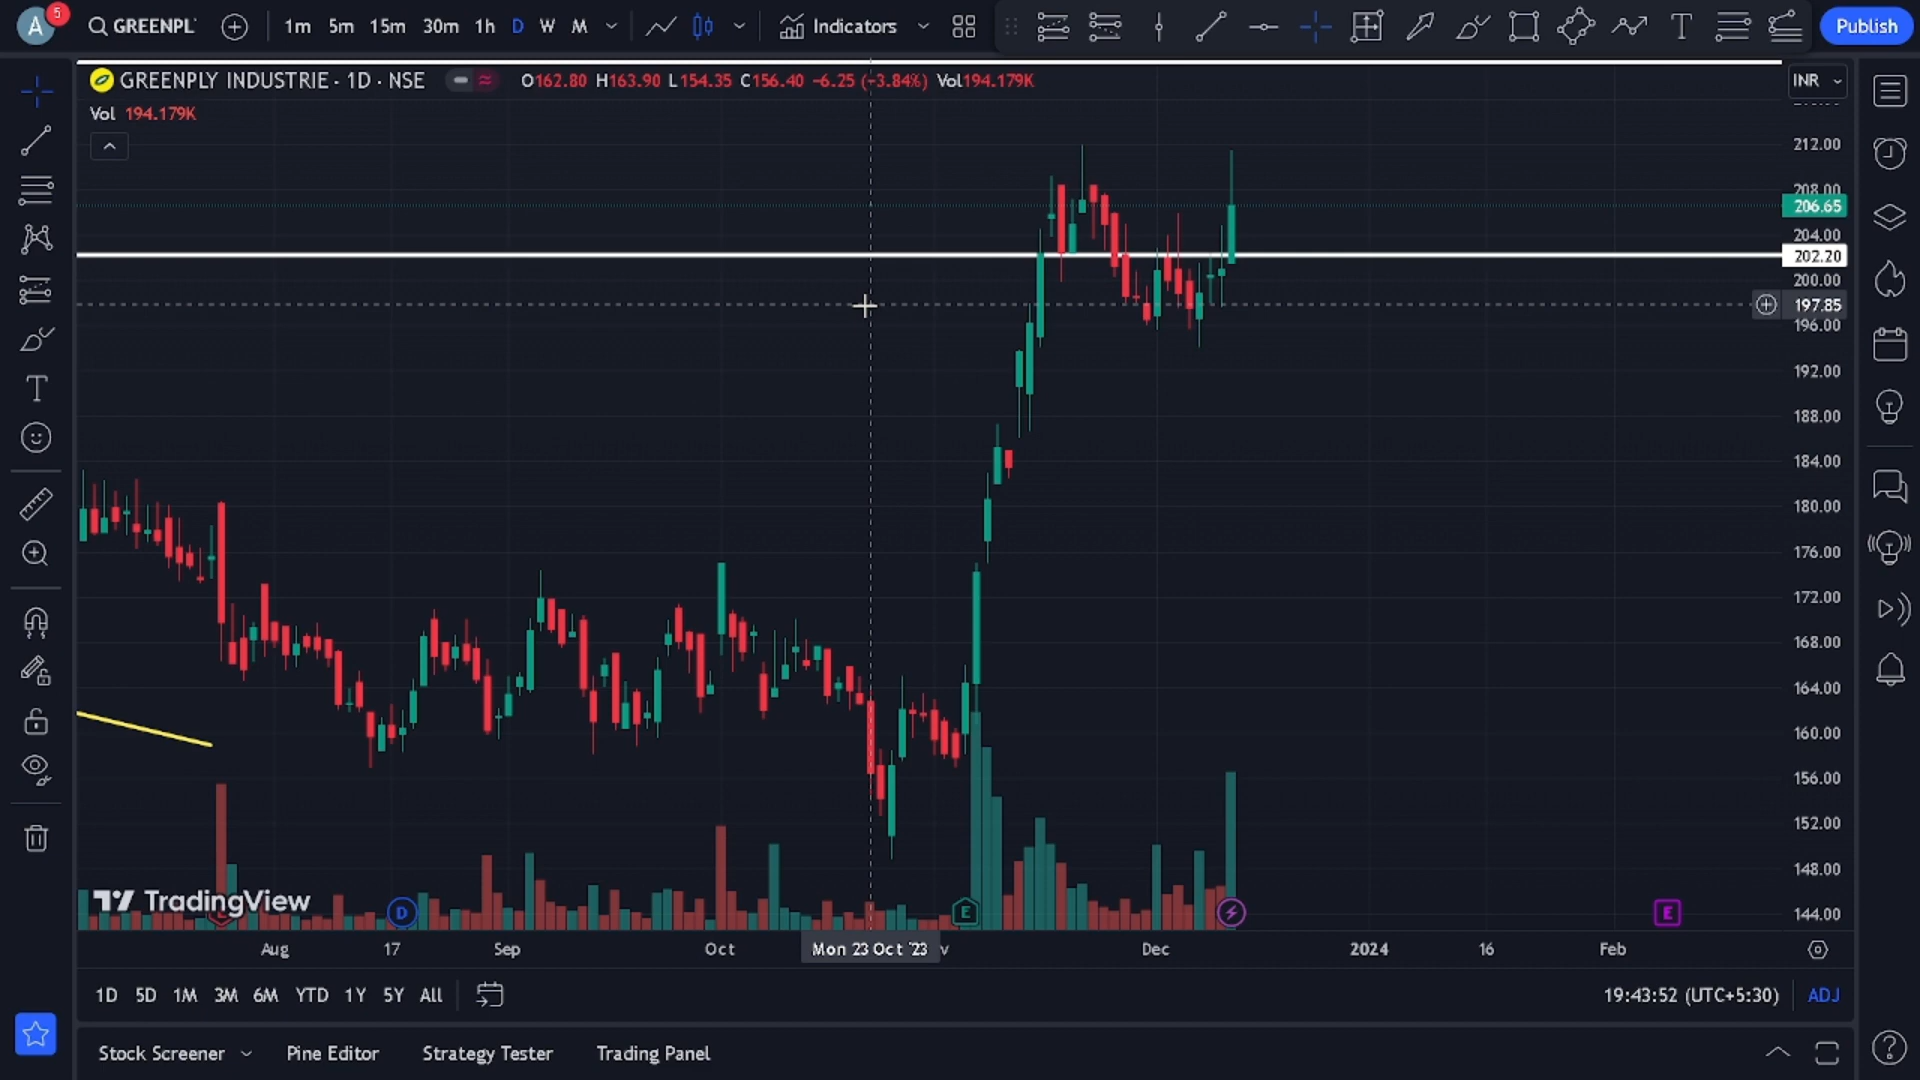 A 5 GREENPL' 1m 5m 15m 30m 1h D W M Indicators Publish
GREENPLY INDUSTRIE · 1D · NSE O162.80 H163.90 L154.35 C156.40 −6.25 (−3.84%) Vol194.179K INR
Vol 194.179K
212.00
208.00
206.65
204.00
202.20
200.00
197.85
196.00
192.00
188.00
184.00
180.00
176.00
172.00
168.00
164.00
160.00
156.00
152.00
148.00
144.00
TradingView
D E E
Aug 17 Sep Oct Mon 23 Oct '23 v Dec 2024 16 Feb
1D 5D 1M 3M 6M YTD 1Y 5Y All 19:43:52 (UTC+5:30) ADJ
Stock Screener Pine Editor Strategy Tester Trading Panel